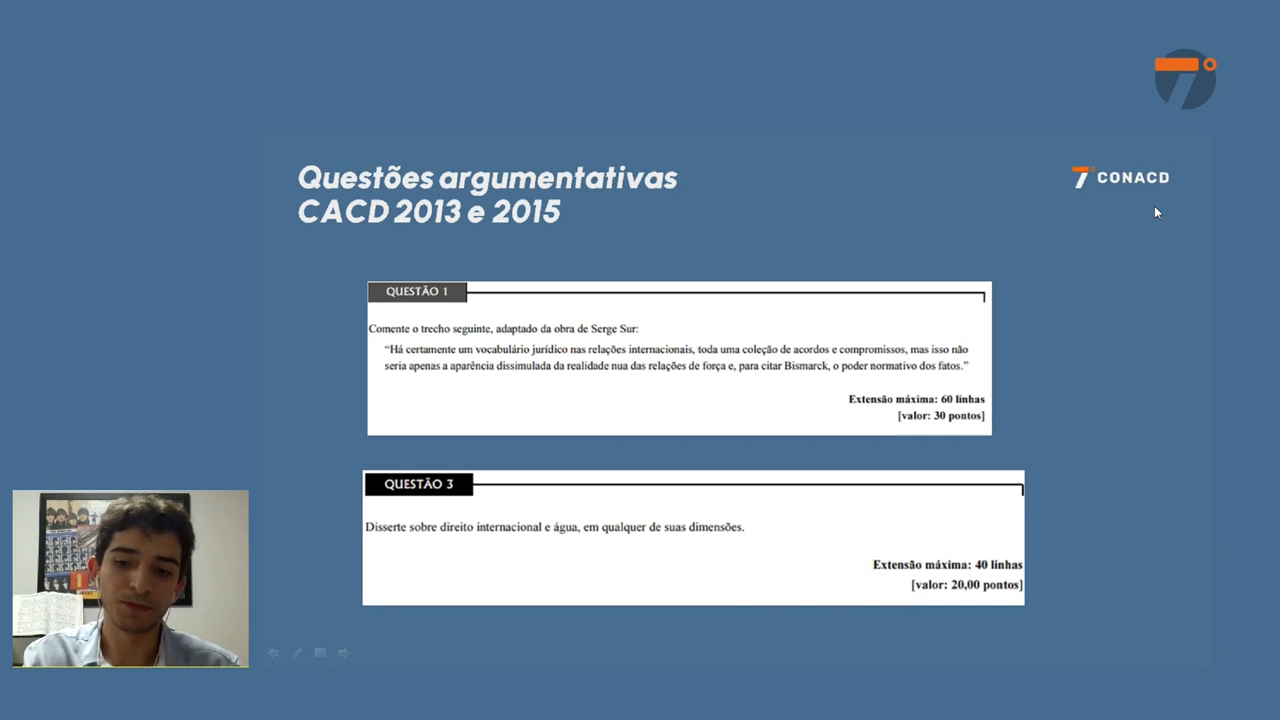 7°
7° CONACD
Questões argumentativas
CACD 2013 e 2015
QUESTÃO 1
Comente o trecho seguinte, adaptado da obra de Serge Sur:
“Há certamente um vocabulário jurídico nas relações internacionais, toda uma coleção de acordos e compromissos, mas isso não
seria apenas a aparência dissimulada da realidade nua das relações de força e, para citar Bismarck, o poder normativo dos fatos.”
Extensão máxima: 60 linhas
[valor: 30 pontos]
QUESTÃO 3
Disserte sobre direito internacional e água, em qualquer de suas dimensões.
Extensão máxima: 40 linhas
[valor: 20,00 pontos]